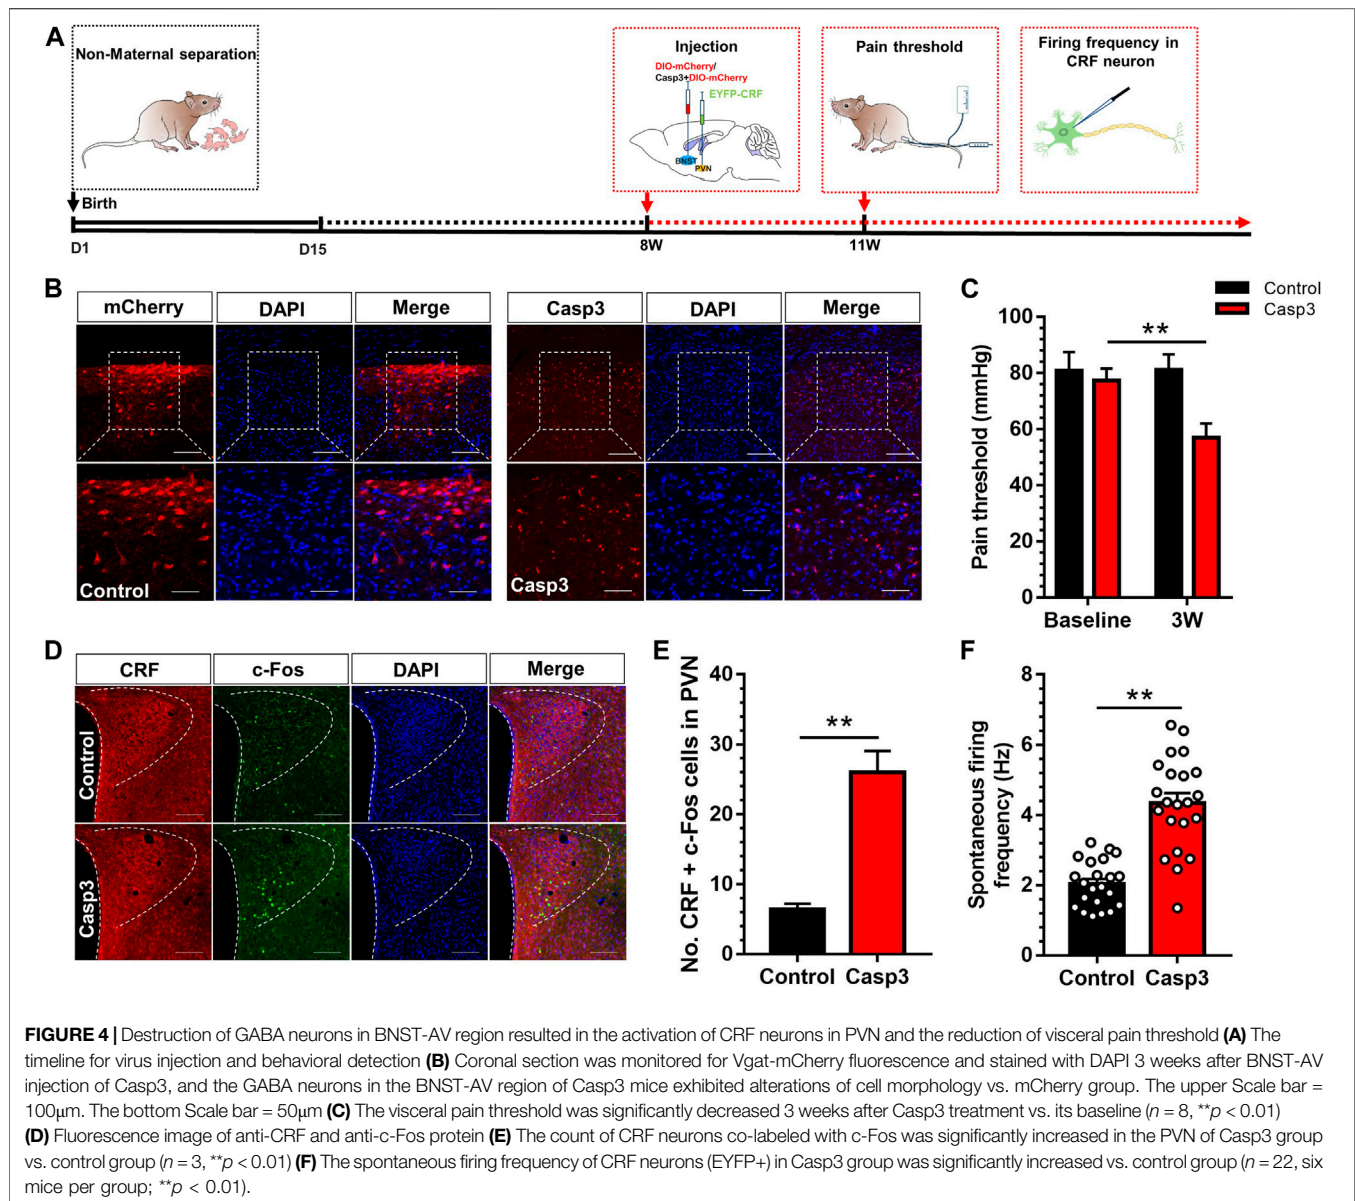 A
Non-Maternal separation
Injection
DIO-mCherry/
Casp3+DIO-mCherry
EYFP-CRF
BNST
PVN
Pain threshold
Firing frequency in
CRF neuron
Birth
D1
D15
8W
11W
B
mCherry
DAPI
Merge
Casp3
DAPI
Merge
Control
Casp3
C
Control
Casp3
Pain threshold (mmHg)
100
80
60
40
20
0
**
Baseline
3W
D
CRF
c-Fos
DAPI
Merge
Control
Casp3
E
No. CRF + c-Fos cells in PVN
40
30
20
10
0
**
Control
Casp3
F
Spontaneous firing
frequency (Hz)
8
6
4
2
0
**
Control
Casp3
FIGURE 4 | Destruction of GABA neurons in BNST-AV region resulted in the activation of CRF neurons in PVN and the reduction of visceral pain threshold (A) The
timeline for virus injection and behavioral detection (B) Coronal section was monitored for Vgat-mCherry fluorescence and stained with DAPI 3 weeks after BNST-AV
injection of Casp3, and the GABA neurons in the BNST-AV region of Casp3 mice exhibited alterations of cell morphology vs. mCherry group. The upper Scale bar =
100μm. The bottom Scale bar = 50μm (C) The visceral pain threshold was significantly decreased 3 weeks after Casp3 treatment vs. its baseline (n = 8, **p < 0.01)
(D) Fluorescence image of anti-CRF and anti-c-Fos protein (E) The count of CRF neurons co-labeled with c-Fos was significantly increased in the PVN of Casp3 group
vs. control group (n = 3, **p < 0.01) (F) The spontaneous firing frequency of CRF neurons (EYFP+) in Casp3 group was significantly increased vs. control group (n = 22, six
mice per group; **p < 0.01).